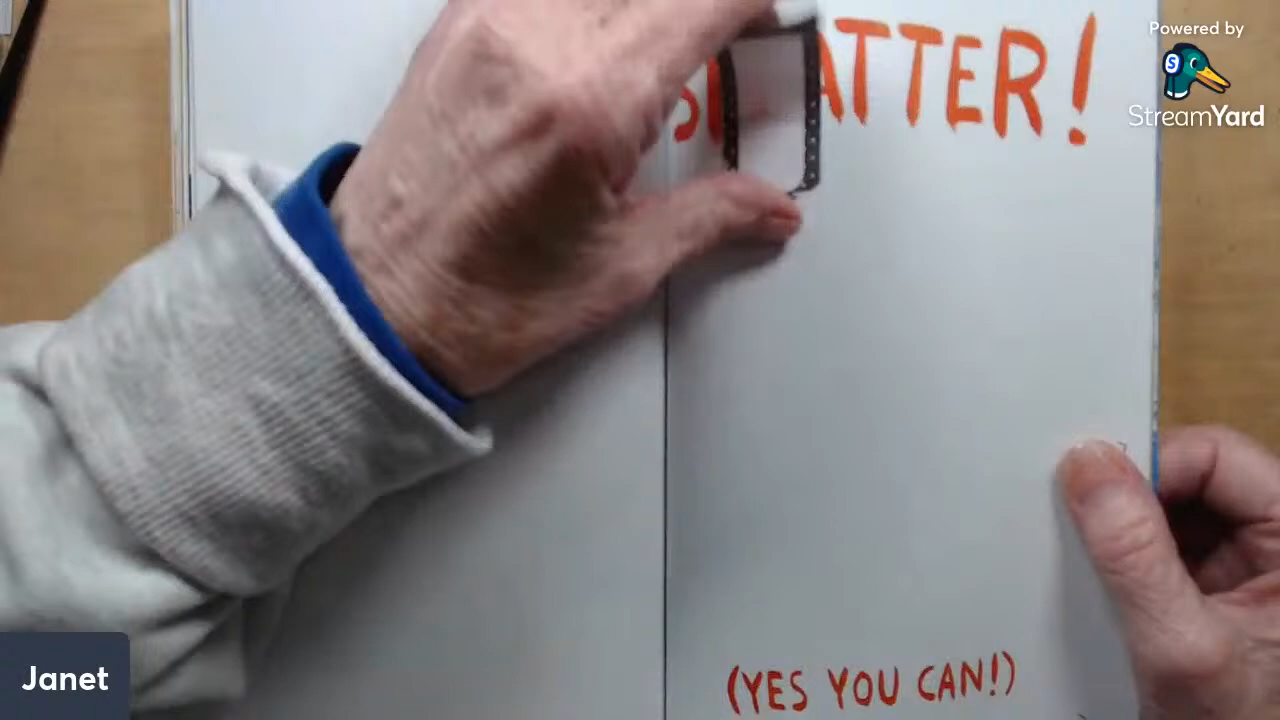 Powered by
StreamYard
ATTER!
(YES YOU CAN!)
Janet